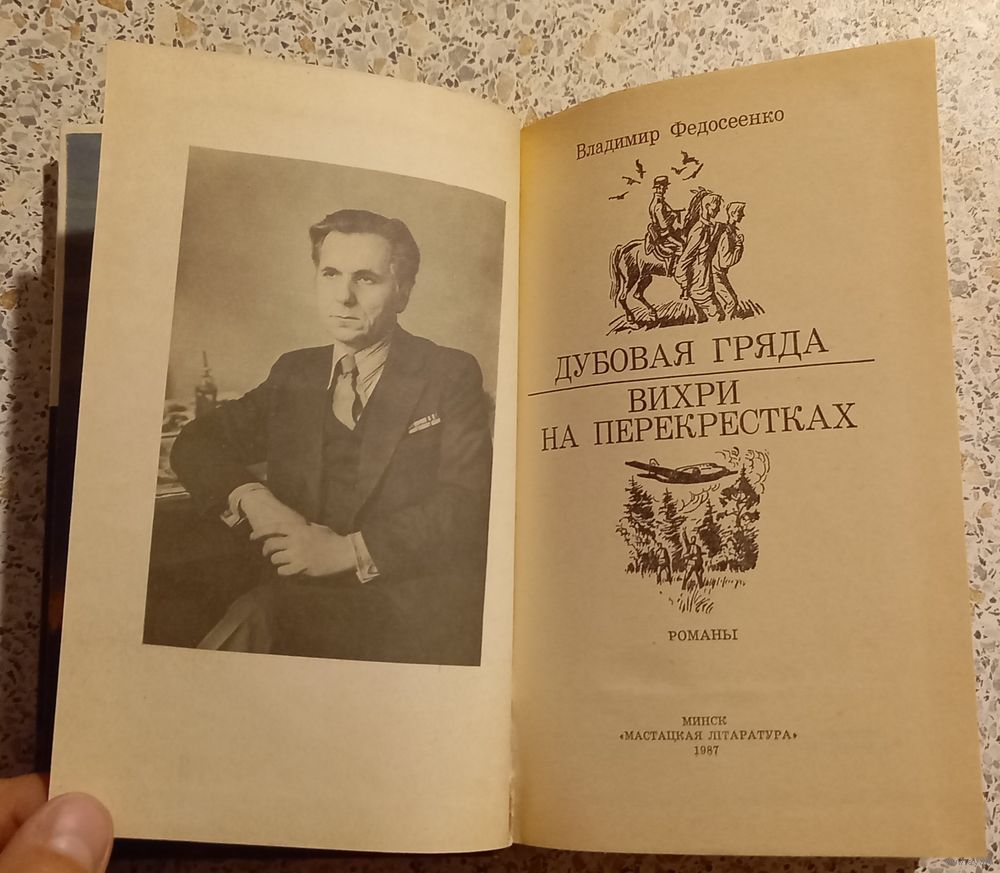 Владимир Федосеенко
ДУБОВАЯ ГРЯДА
ВИХРИ
НА ПЕРЕКРЕСТКАХ
РОМАНЫ
МИНСК
«МАСТАЦКАЯ ЛІТАРАТУРА»
1987